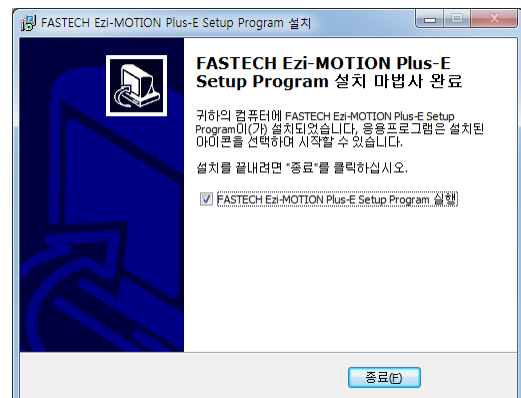 FASTECH Ezi-MOTION Plus-E Setup Program 설치
FASTECH Ezi-MOTION Plus-E
Setup Program 설치 마법사 완료
귀하의 컴퓨터에 FASTECH Ezi-MOTION Plus-E Setup
Program이(가) 설치되었습니다, 응용프로그램은 설치된
아이콘을 선택하여 시작할 수 있습니다.
설치를 끝내려면 "종료"를 클릭하십시오.
FASTECH Ezi-MOTION Plus-E Setup Program 실행
종료(F)